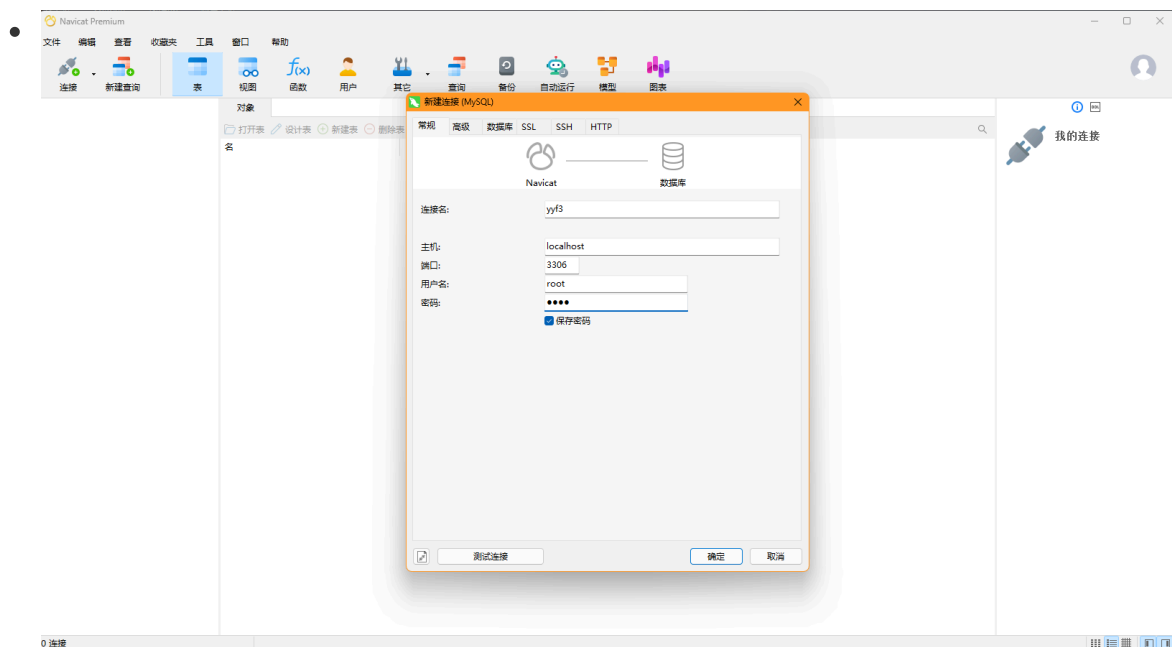 Navicat Premium
文件 编辑 查看 收藏夹 工具 窗口 帮助
连接 新建查询 表 视图 函数 用户 其它 查询 备份 自动运行 模型 图表
对象
打开表 设计表 新建表 删除表
名
我的连接
新建连接 (MySQL)
常规 高级 数据库 SSL SSH HTTP
Navicat 数据库
连接名: yyf3
主机: localhost
端口: 3306
用户名: root
密码: ●●●●
保存密码
测试连接 确定 取消
0 连接